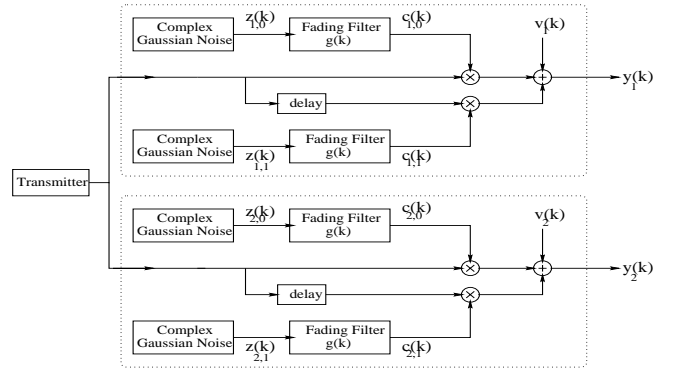 Complex
Gaussian Noise
z(k)
1,0
Fading Filter
g(k)
c(k)
1,0
v(k)
1
delay
y(k)
1
Complex
Gaussian Noise
z(k)
1,1
Fading Filter
g(k)
c(k)
1,1
Transmitter
Complex
Gaussian Noise
z(k)
2,0
Fading Filter
g(k)
c(k)
2,0
v(k)
2
delay
y(k)
2
Complex
Gaussian Noise
z(k)
2,1
Fading Filter
g(k)
c(k)
2,1